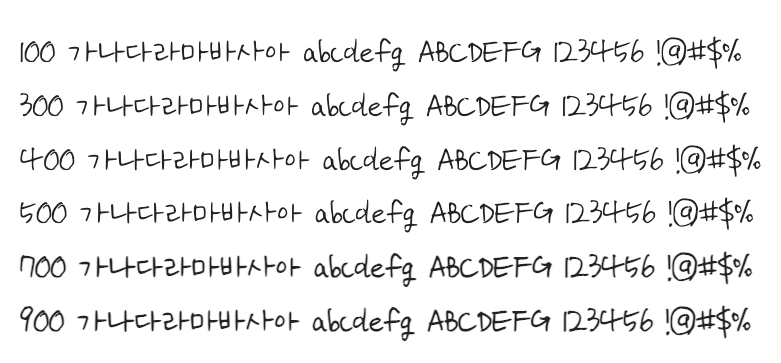 100 가나다라마바사아 abcdefg ABCDEFG 123456 !@#$%
300 가나다라마바사아 abcdefg ABCDEFG 123456 !@#$%
400 가나다라마바사아 abcdefg ABCDEFG 123456 !@#$%
500 가나다라마바사아 abcdefg ABCDEFG 123456 !@#$%
700 가나다라마바사아 abcdefg ABCDEFG 123456 !@#$%
900 가나다라마바사아 abcdefg ABCDEFG 123456 !@#$%